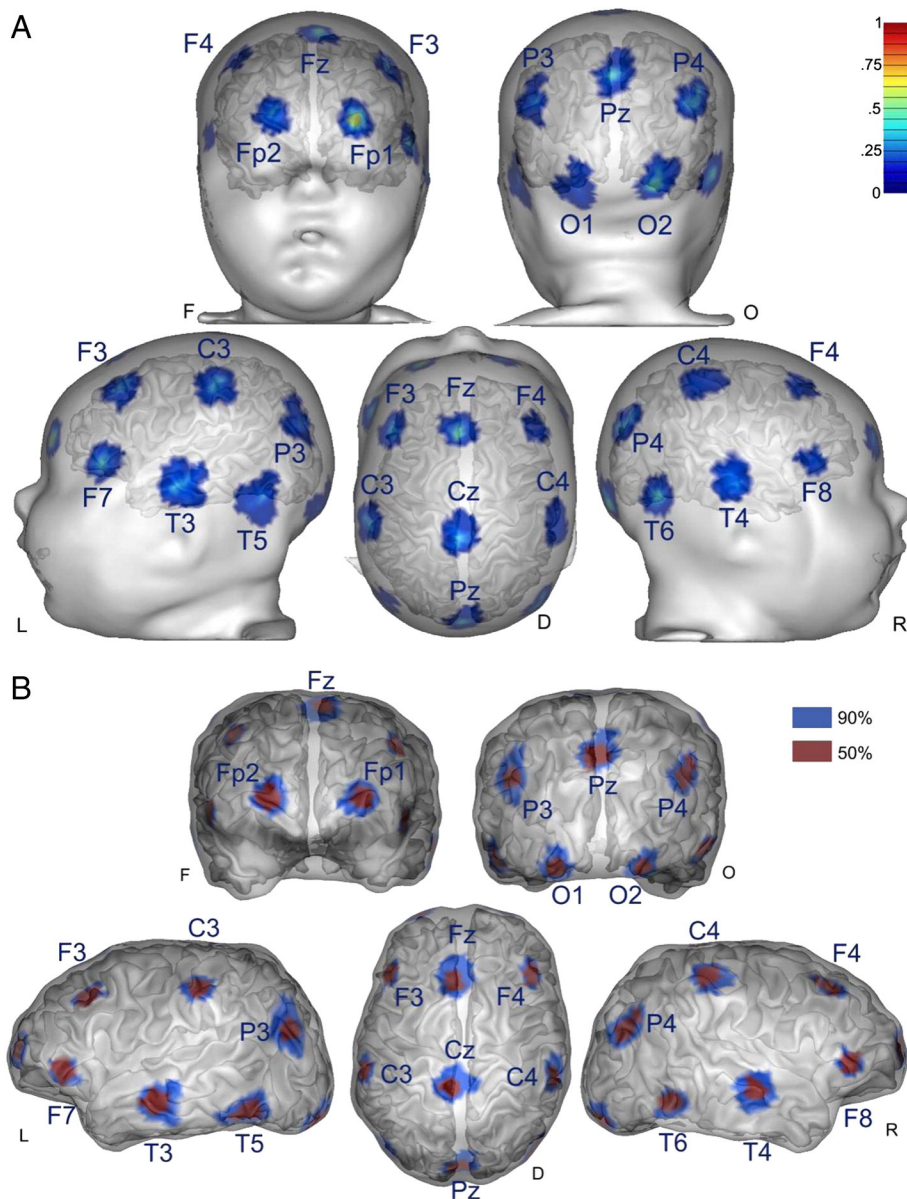 A
F4
Fz
F3
Fp2
Fp1
F
P3
Pz
P4
O1
O2
O
1
.75
.5
.25
0
F3
C3
P3
F7
T3
T5
L
F3
Fz
F4
C3
Cz
C4
Pz
D
C4
F4
P4
T6
T4
F8
R
B
Fz
Fp2
Fp1
F
P3
Pz
P4
O1
O2
O
90%
50%
F3
C3
P3
F7
T3
T5
L
Fz
F3
F4
Cz
C3
C4
Pz
D
C4
F4
P4
T6
T4
F8
R